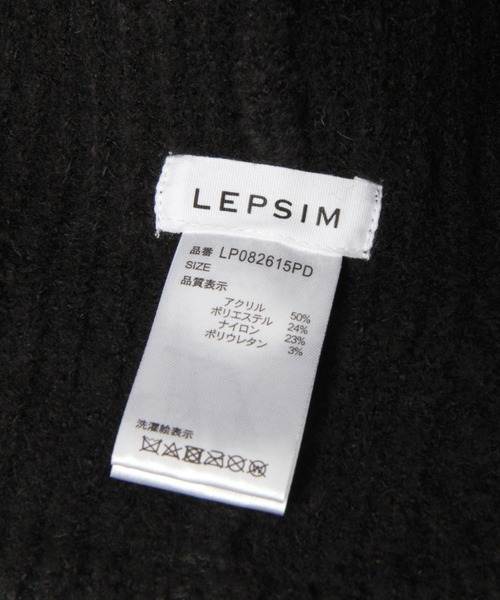 LEPSIM
品番 LP082615PD
SIZE
品質表示
アクリル 50%
ポリエステル 24%
ナイロン 23%
ポリウレタン 3%
洗濯絵表示